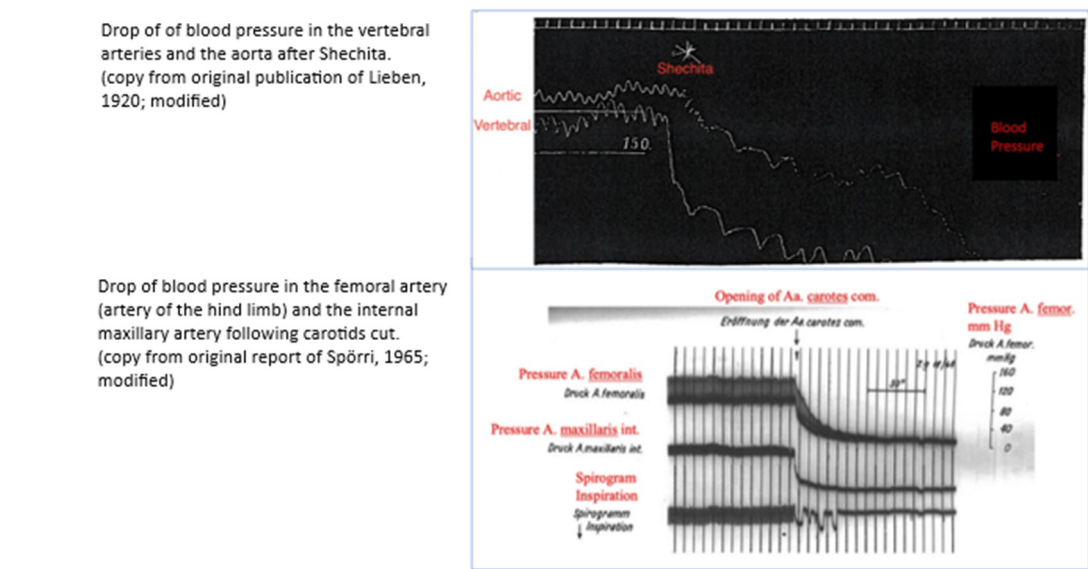 Drop of of blood pressure in the vertebral
arteries and the aorta after Shechita.
(copy from original publication of Lieben,
1920; modified)
Shechita
Aortic
Vertebral
150.
Blood
Pressure
Drop of blood pressure in the femoral artery
(artery of the hind limb) and the internal
maxillary artery following carotids cut.
(copy from original report of Spörri, 1965;
modified)
Opening of Aa. carotes com.
Eröffnung der Aa. carotes com.
Pressure A. femor.
mm Hg
Druck A. femor.
mmHg
160
120
80
40
0
10"
Pressure A. femoralis
Druck A. femoralis
Pressure A. maxillaris int.
Druck A. maxillaris int.
Spirogram
Inspiration
Spirogramm
Inspiration